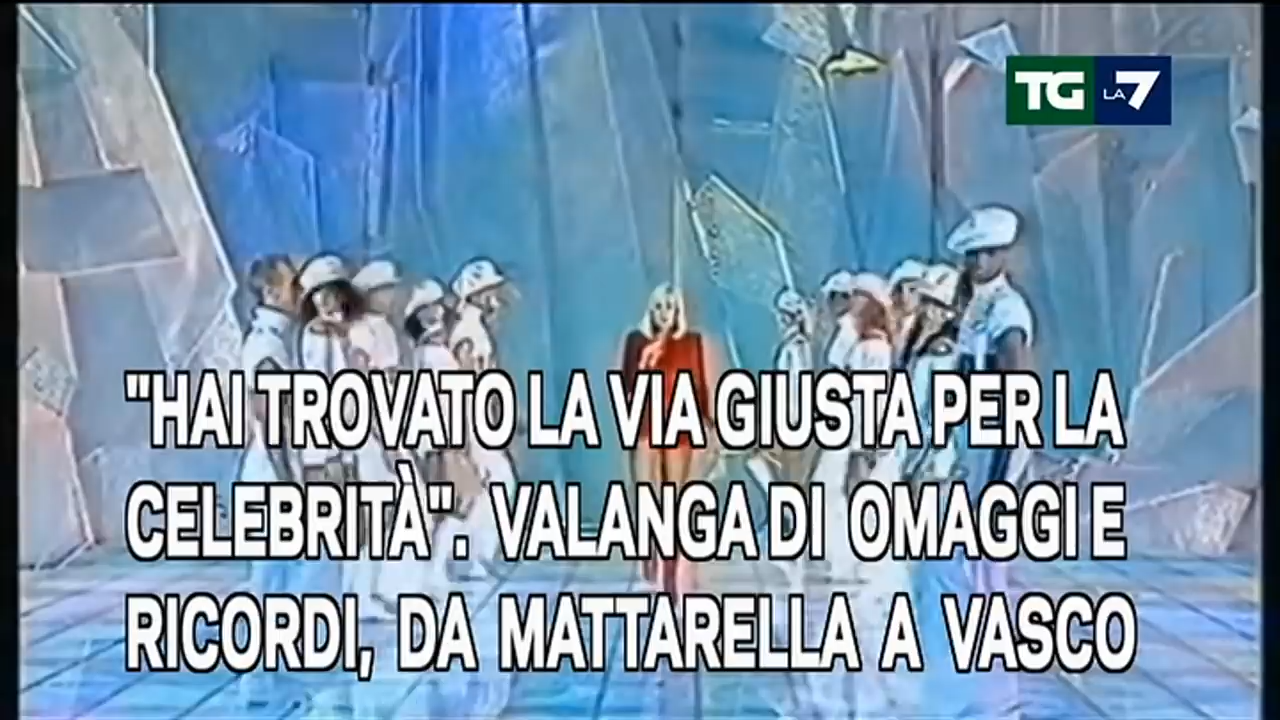 TG LA7
"HAI TROVATO LA VIA GIUSTA PER LA
CELEBRITÀ". VALANGA DI OMAGGI E
RICORDI, DA MATTARELLA A VASCO